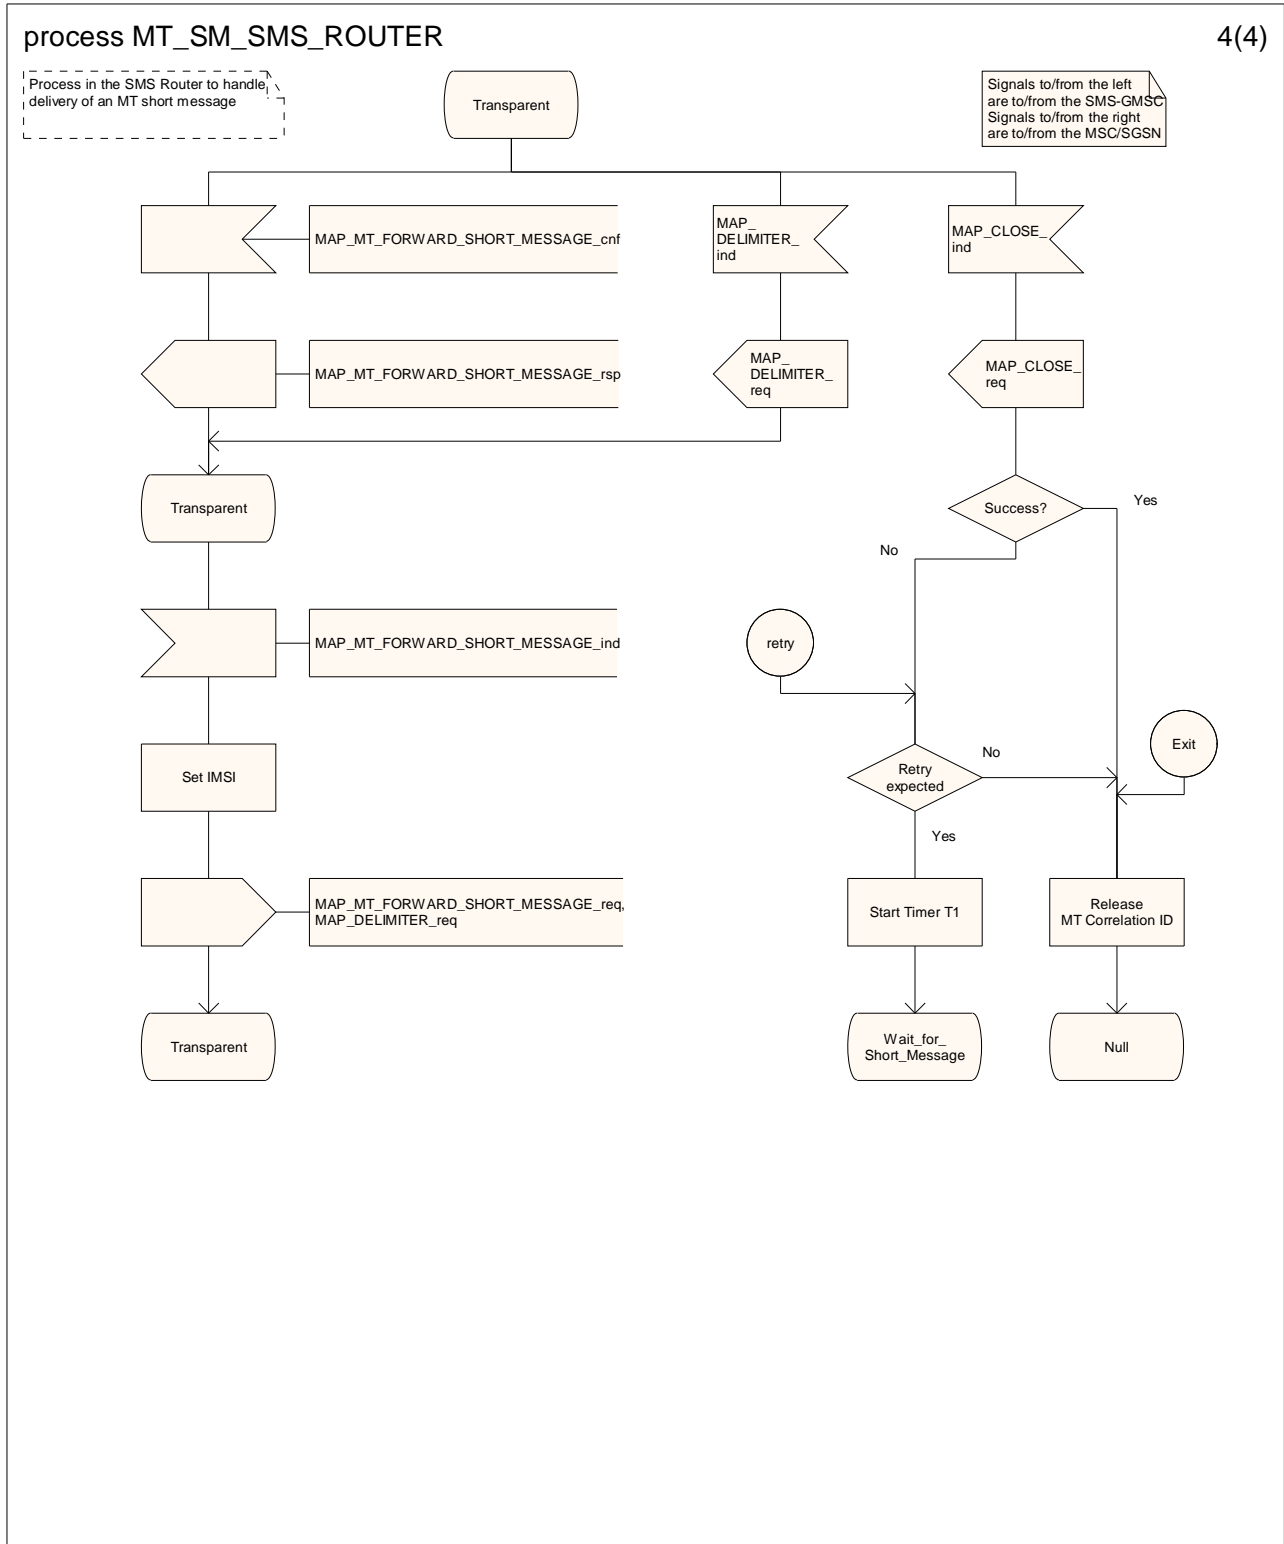 process MT_SM_SMS_ROUTER
4(4)
Process in the SMS Router to handle
delivery of an MT short message
Transparent
Signals to/from the left
are to/from the SMS-GMSC
Signals to/from the right
are to/from the MSC/SGSN
MAP_MT_FORWARD_SHORT_MESSAGE_cnf
MAP_
DELIMITER_
ind
MAP_CLOSE_
ind
MAP_MT_FORWARD_SHORT_MESSAGE_rsp
MAP_
DELIMITER_
req
MAP_CLOSE_
req
Transparent
Success?
Yes
No
MAP_MT_FORWARD_SHORT_MESSAGE_ind
retry
Set IMSI
Retry
expected
No
Exit
Yes
MAP_MT_FORWARD_SHORT_MESSAGE_req,
MAP_DELIMITER_req
Start Timer T1
Release
MT Correlation ID
Transparent
Wait_for_
Short_Message
Null